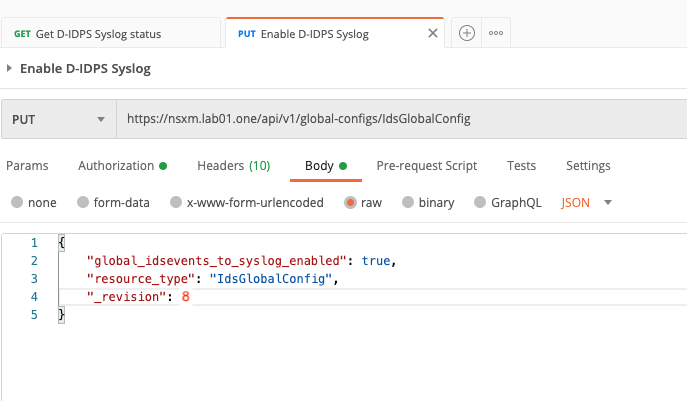 GET Get D-IDPS Syslog status PUT Enable D-IDPS Syslog
Enable D-IDPS Syslog
PUT https://nsxm.lab01.one/api/v1/global-configs/IdsGlobalConfig
Params Authorization Headers (10) Body Pre-request Script Tests Settings
none form-data x-www-form-urlencoded raw binary GraphQL JSON
1 {
2 "global_idsevents_to_syslog_enabled": true,
3 "resource_type": "IdsGlobalConfig",
4 "_revision": 8
5 }